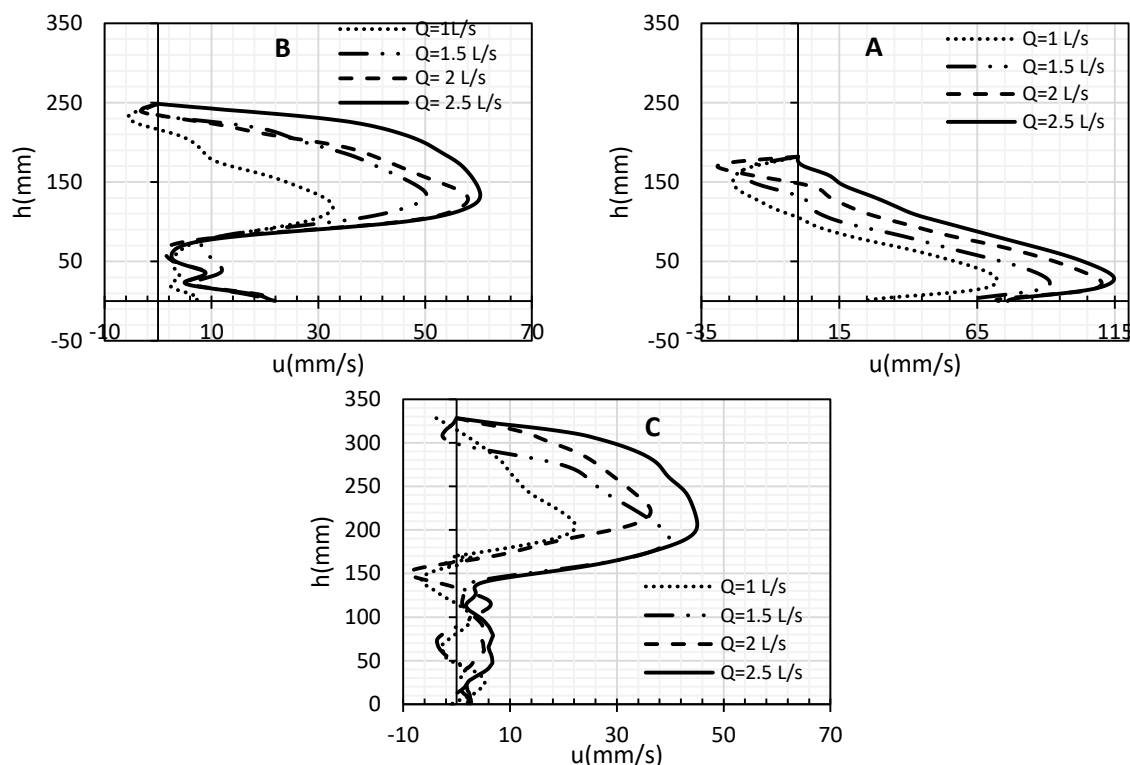 B
Q=1L/s
Q=1.5 L/s
Q= 2 L/s
Q= 2.5 L/s
350
250
150
50
-50
-10
10
30
50
70
h(mm)
u(mm/s)
A
Q=1 L/s
Q=1.5 L/s
Q=2 L/s
Q=2.5 L/s
350
250
150
50
-50
-35
15
65
115
h(mm)
u(mm/s)
C
Q=1 L/s
Q=1.5 L/s
Q=2 L/s
Q=2.5 L/s
350
300
250
200
150
100
50
0
-10
10
30
50
70
h(mm)
u(mm/s)